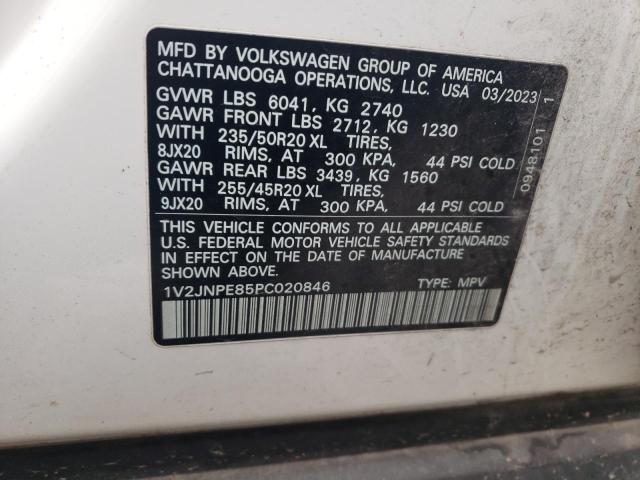 MFD BY VOLKSWAGEN GROUP OF AMERICA
CHATTANOOGA OPERATIONS, LLC. USA 03/2023
GVWR LBS 6041, KG 2740
GAWR FRONT LBS 2712, KG 1230
WITH 235/50R20 XL TIRES,
8JX20 RIMS, AT 300 KPA, 44 PSI COLD
GAWR REAR LBS 3439, KG 1560
WITH 255/45R20 XL TIRES,
9JX20 RIMS, AT 300 KPA, 44 PSI COLD
THIS VEHICLE CONFORMS TO ALL APPLICABLE
U.S. FEDERAL MOTOR VEHICLE SAFETY STANDARDS
IN EFFECT ON THE DATE OF MANUFACTURE
SHOWN ABOVE.
1V2JNPE85PC020846 TYPE: MPV
0948101 1